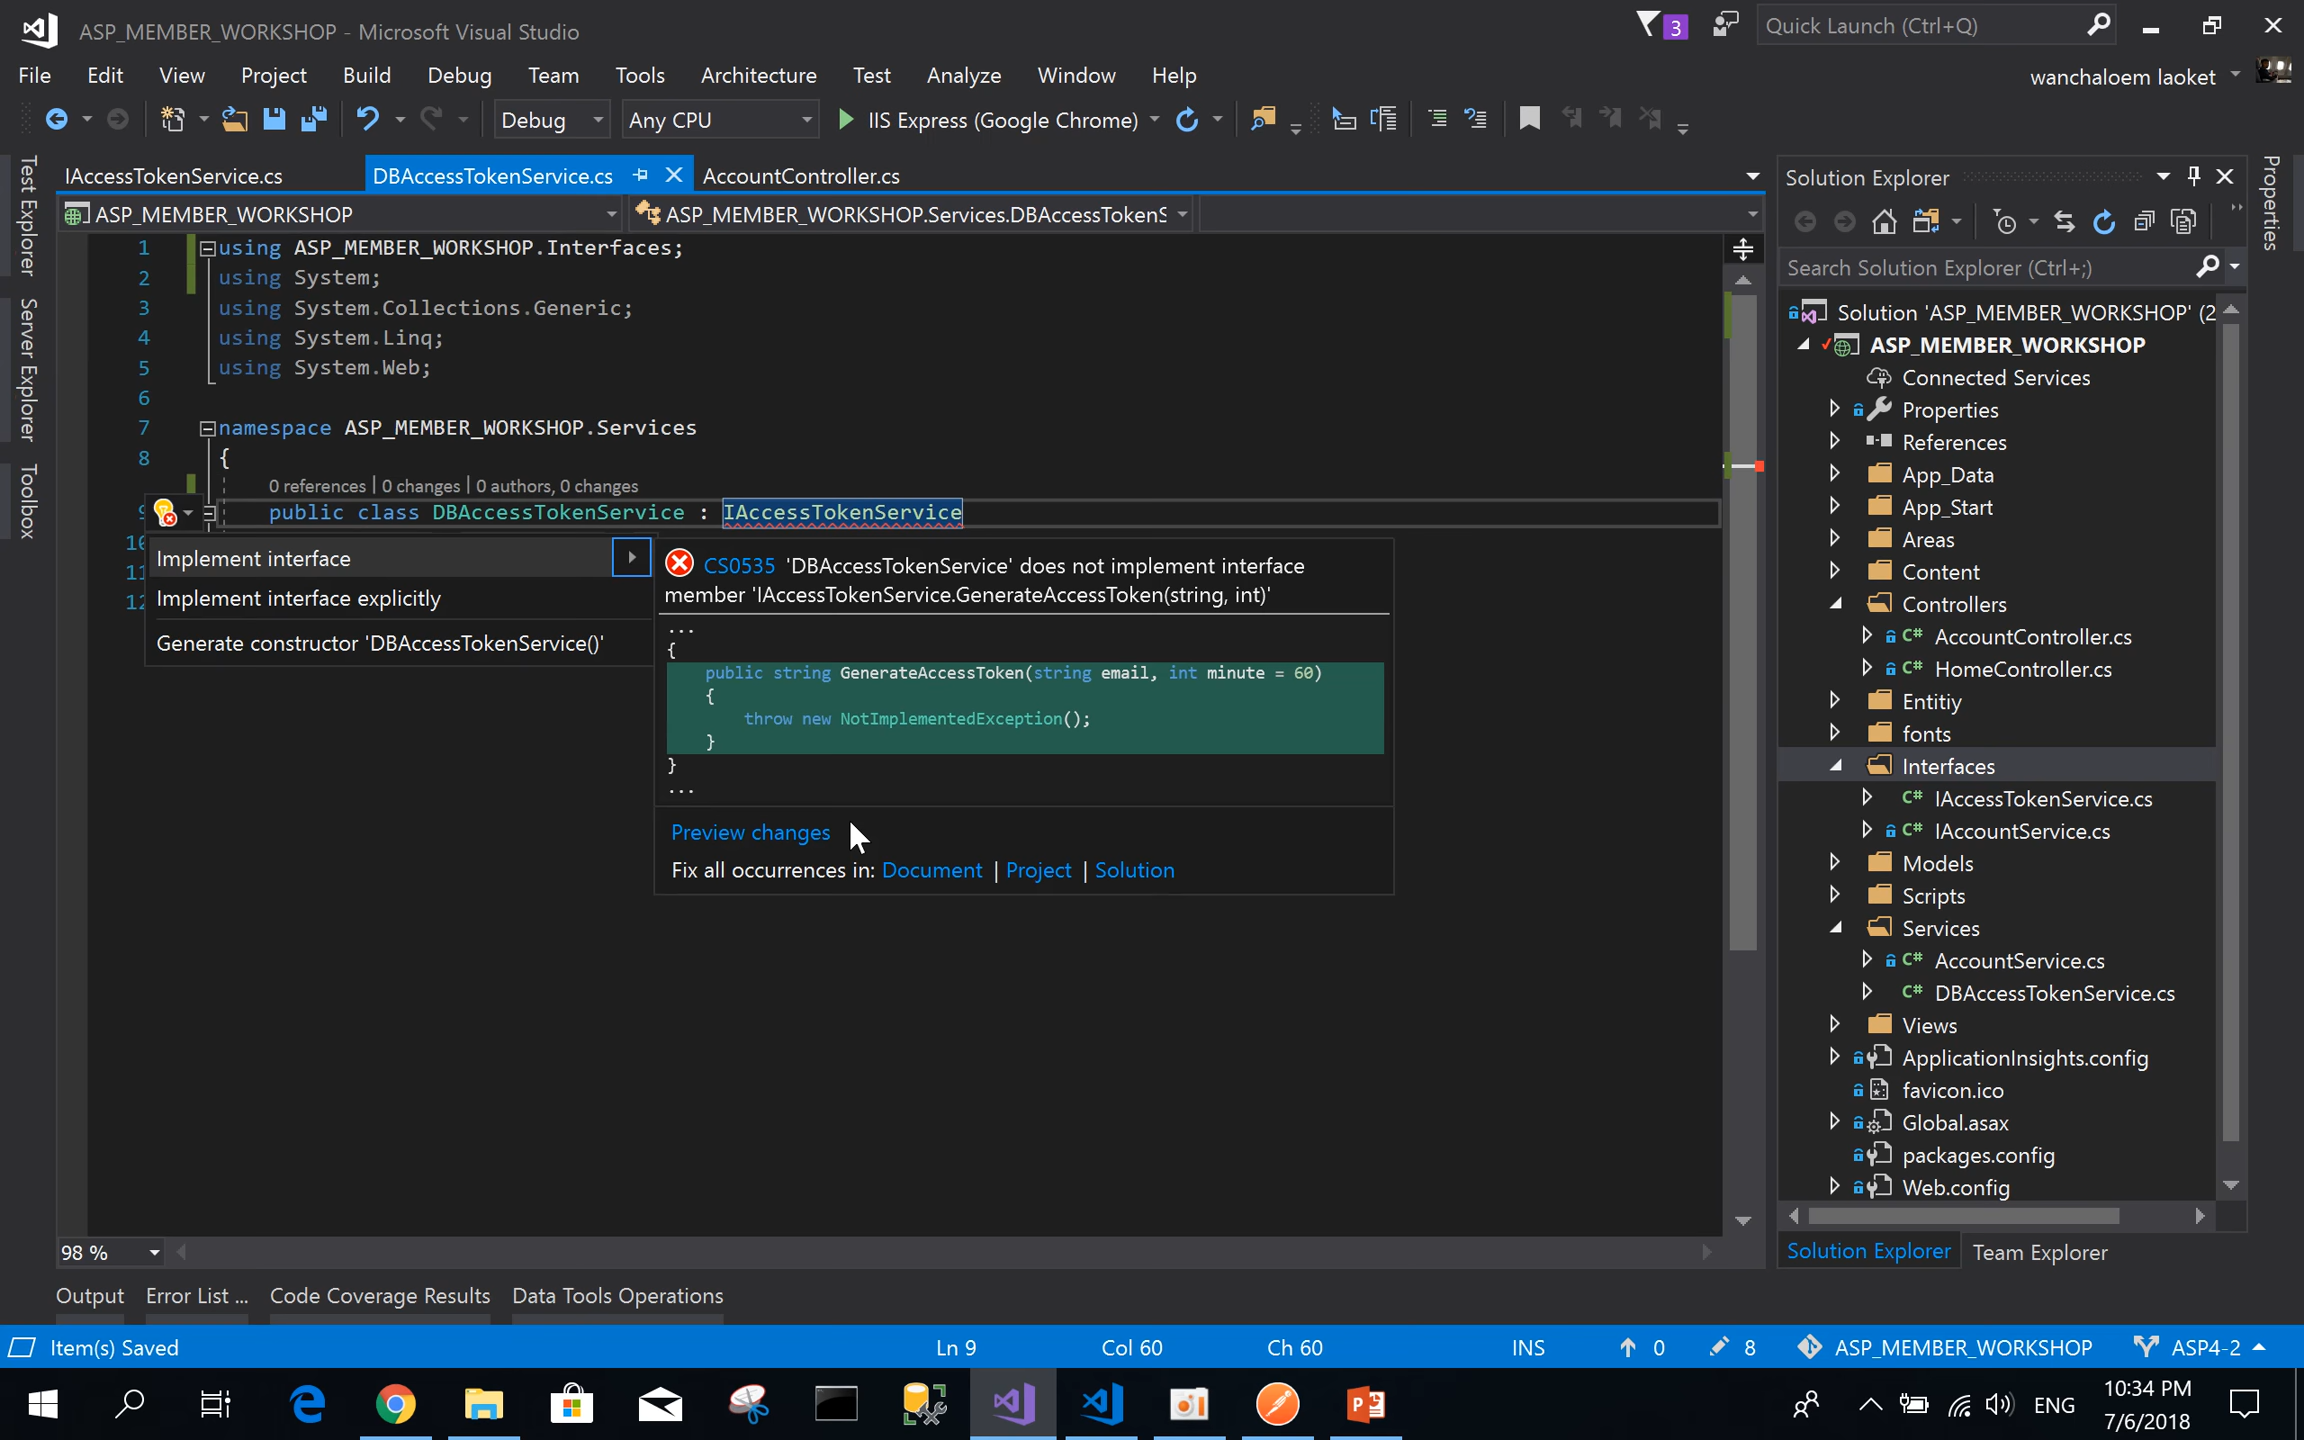 ASP_MEMBER_WORKSHOP - Microsoft Visual Studio
3
Quick Launch (Ctrl+Q)
File Edit View Project Build Debug Team Tools Architecture Test Analyze Window Help
wanchaloem laoket
Debug Any CPU IIS Express (Google Chrome)
Test Explorer
Server Explorer
Toolbox
IAccessTokenService.cs DBAccessTokenService.cs AccountController.cs
ASP_MEMBER_WORKSHOP ASP_MEMBER_WORKSHOP.Services.DBAccessTokenS
1 using ASP_MEMBER_WORKSHOP.Interfaces;
2 using System;
3 using System.Collections.Generic;
4 using System.Linq;
5 using System.Web;
6
7 namespace ASP_MEMBER_WORKSHOP.Services
8 {
0 references | 0 changes | 0 authors, 0 changes
9 public class DBAccessTokenService : IAccessTokenService
10
11
12
Implement interface
Implement interface explicitly
Generate constructor 'DBAccessTokenService()'
CS0535 'DBAccessTokenService' does not implement interface
member 'IAccessTokenService.GenerateAccessToken(string, int)'
...
{
public string GenerateAccessToken(string email, int minute = 60)
{
throw new NotImplementedException();
}
}
...
Preview changes
Fix all occurrences in: Document | Project | Solution
98 %
Solution Explorer
Search Solution Explorer (Ctrl+;)
Solution 'ASP_MEMBER_WORKSHOP' (2
ASP_MEMBER_WORKSHOP
Connected Services
Properties
References
App_Data
App_Start
Areas
Content
Controllers
C# AccountController.cs
C# HomeController.cs
Entitiy
fonts
Interfaces
C# IAccessTokenService.cs
C# IAccountService.cs
Models
Scripts
Services
C# AccountService.cs
C# DBAccessTokenService.cs
Views
ApplicationInsights.config
favicon.ico
Global.asax
packages.config
Web.config
Solution Explorer Team Explorer
Properties
Output Error List ... Code Coverage Results Data Tools Operations
Item(s) Saved Ln 9 Col 60 Ch 60 INS 0 8 ASP_MEMBER_WORKSHOP ASP4-2
ENG
10:34 PM
7/6/2018